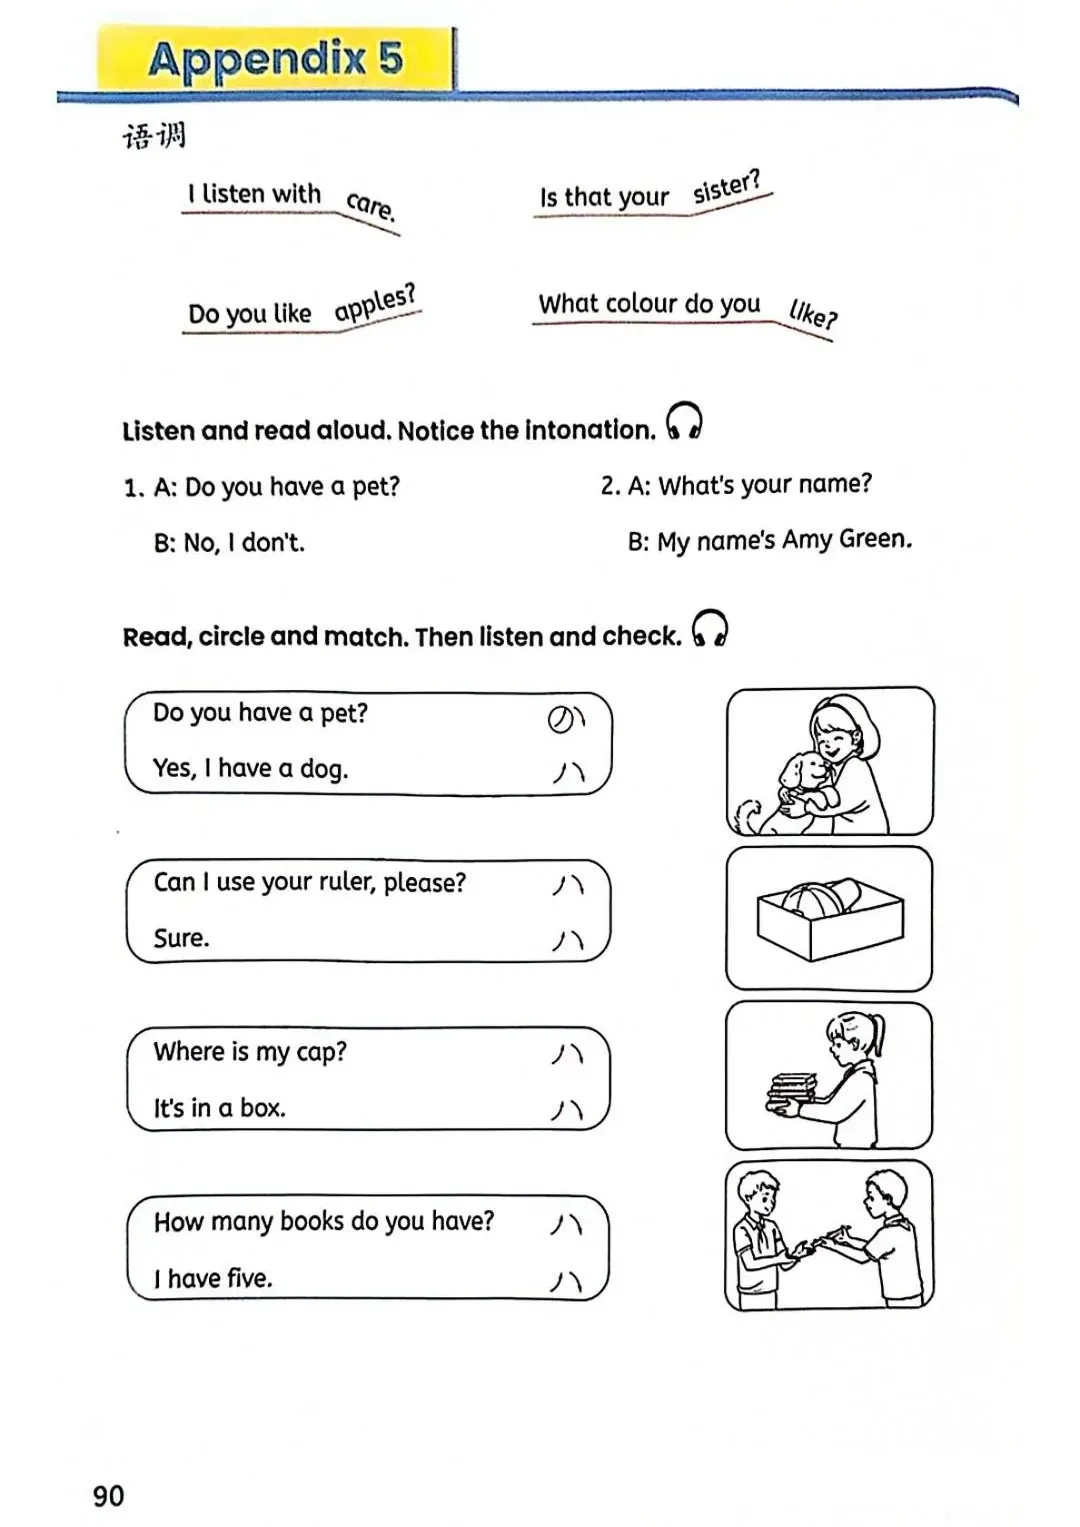 Appendix 5
语调
I listen with care.
Is that your sister?
Do you like apples?
What colour do you like?
Listen and read aloud. Notice the intonation.
1. A: Do you have a pet?
B: No, I don't.
2. A: What's your name?
B: My name's Amy Green.
Read, circle and match. Then listen and check.
Do you have a pet?
Yes, I have a dog.
Can I use your ruler, please?
Sure.
Where is my cap?
It's in a box.
How many books do you have?
I have five.
90